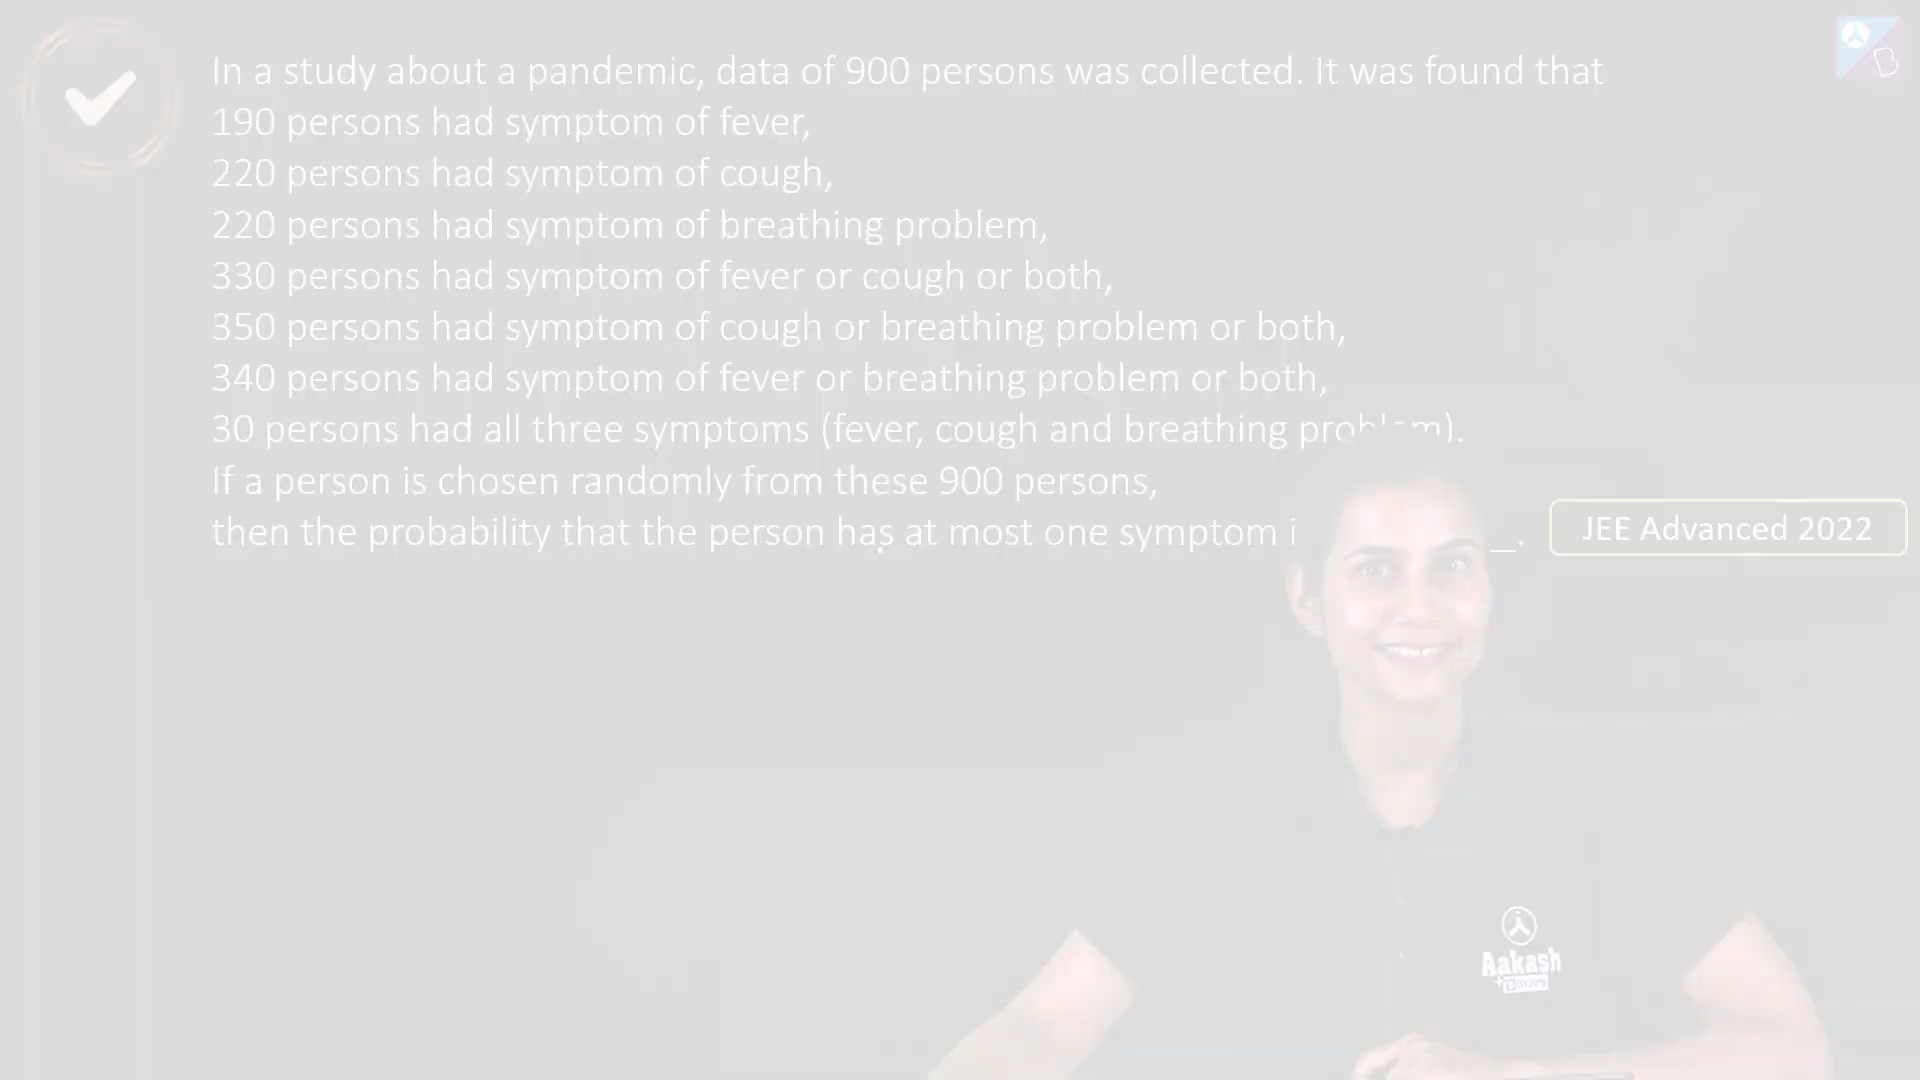 In a study about a pandemic, data of 900 persons was collected. It was found that
190 persons had symptom of fever,
220 persons had symptom of cough,
220 persons had symptom of breathing problem,
330 persons had symptom of fever or cough or both,
350 persons had symptom of cough or breathing problem or both,
340 persons had symptom of fever or breathing problem or both,
30 persons had all three symptoms (fever, cough and breathing problem).
If a person is chosen randomly from these 900 persons,
then the probability that the person has at most one symptom i _.
JEE Advanced 2022
B
Aakash